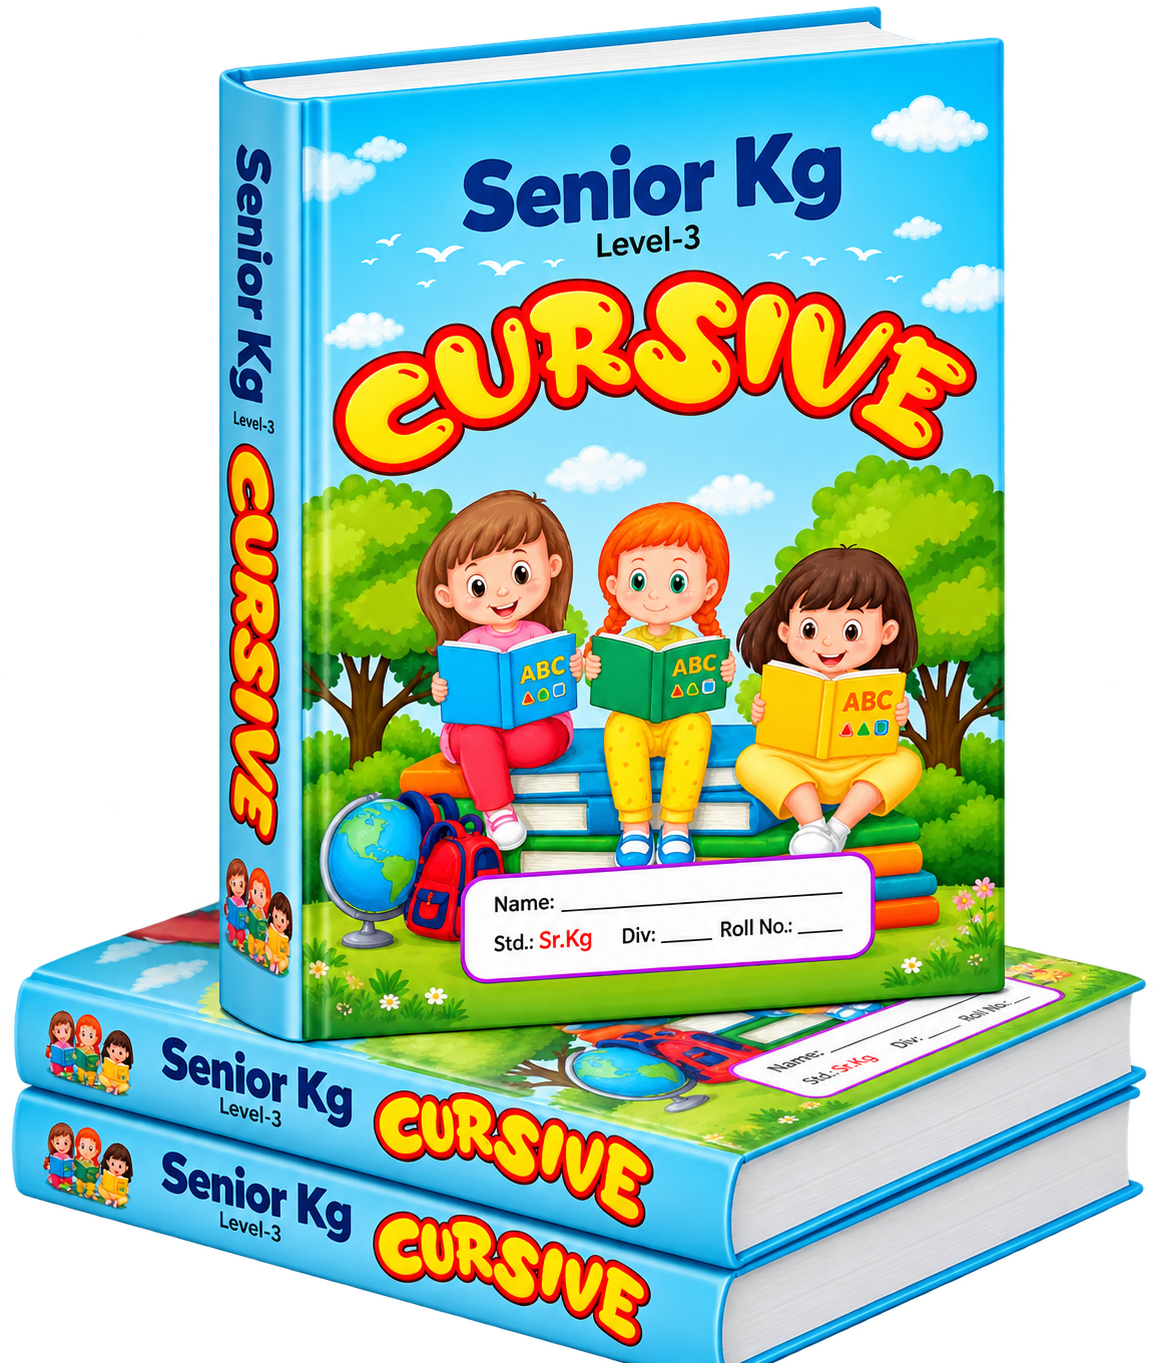 Senior Kg
Level-3
CURSIVE
ABC
ABC
ABC
Name:
Std.: Sr.Kg Div: Roll No.:
Senior Kg
Level-3
CURSIVE
Name:
Std.: Sr.Kg Div: Roll No.:
Senior Kg
Level-3
CURSIVE
Senior Kg
Level-3
CURSIVE